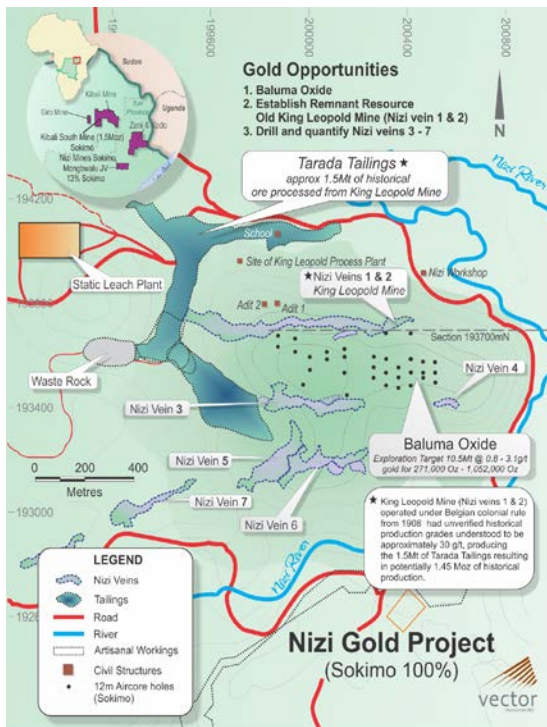 199600
200000
200400
200800
Sudan
Kibali Mine
Giro Mine
Uganda
Kibali South Mine (1.5Moz)
Sokimo
Nizi Mines Sokimo
Mongbwalu JV
13% Sokimo
Gold Opportunities
1. Baluma Oxide
2. Establish Remnant Resource
Old King Leopold Mine (Nizi vein 1 & 2)
3. Drill and quantify Nizi veins 3 - 7
N
Nizi River
Tarada Tailings ★
approx 1.5Mt of historical
ore processed from King Leopold Mine
194200
School
Site of King Leopold Process Plant
Nizi Workshop
Static Leach Plant
★Nizi Veins 1 & 2
King Leopold Mine
Adit 2
Adit 1
Section 193700mN
Waste Rock
Nizi Vein 4
193400
Nizi Vein 3
Baluma Oxide
Exploration Target 10.5Mt @ 0.8 - 3.1g/t
gold for 271,000 Oz - 1,052,000 Oz
Nizi Vein 5
0 200 400
Metres
Nizi Vein 6
Nizi Vein 7
193000
★ King Leopold Mine (Nizi veins 1 & 2)
operated under Belgian colonial rule
from 1908 had unverified historical
production grades understood to be
approximately 30 g/t, producing
the 1.5Mt of Tarada Tailings resulting
in potentially 1.45 Moz of historical
production.
Nizi River
LEGEND
Nizi Veins
Tailings
Road
River
Artisanal Workings
Civil Structures
12m Aircore holes
(Sokimo)
Nizi Gold Project
(Sokimo 100%)
vector